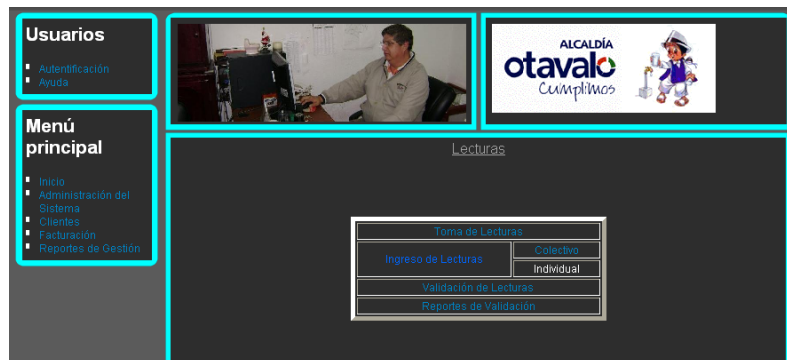 Usuarios
Autentificación
Ayuda
Menú
principal
Inicio
Administración del
Sistema
Clientes
Facturación
Reportes de Gestión
ALCALDÍA
otavalo
Cumplimos
Lecturas
Toma de Lecturas
Ingreso de Lecturas
Colectivo
Individual
Validación de Lecturas
Reportes de Validación